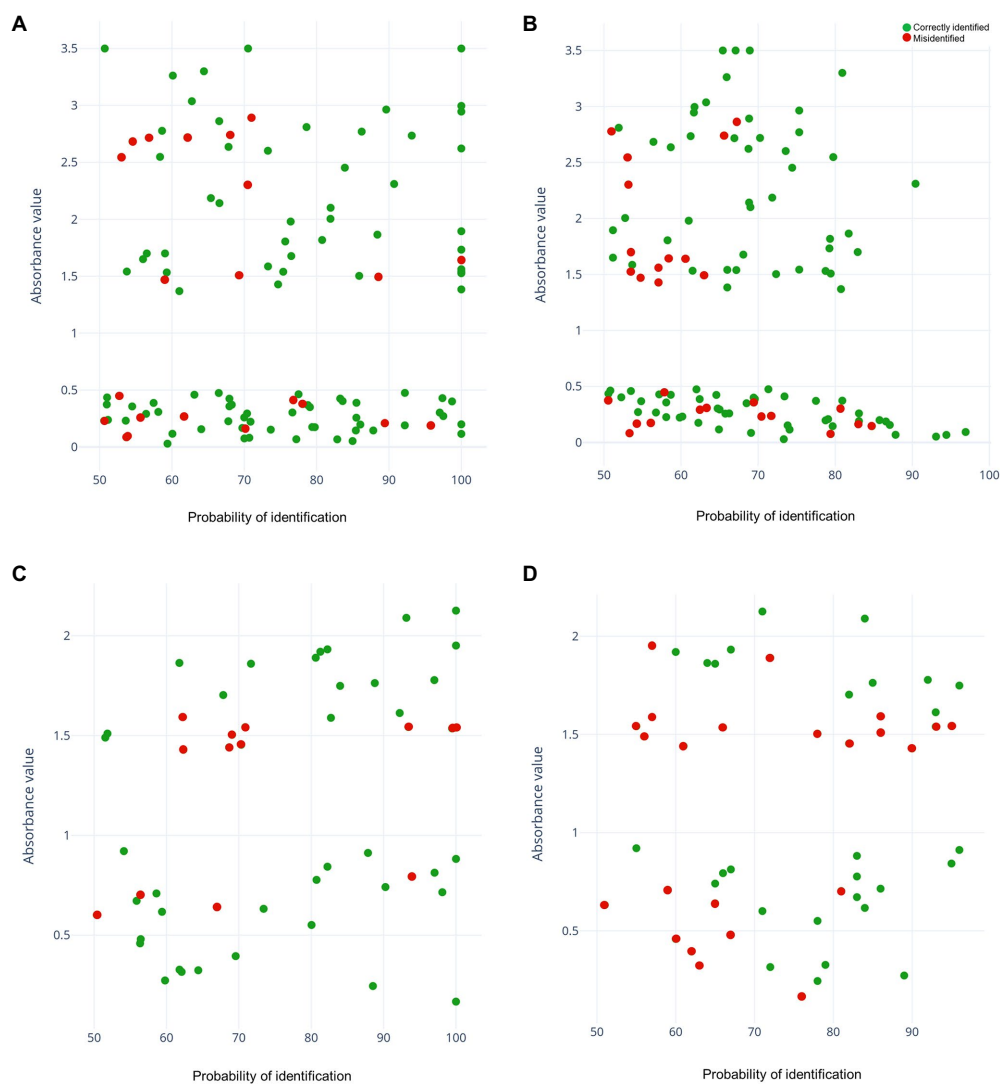 A
3.5
3
2.5
2
1.5
1
0.5
0
Absorbance value
50 60 70 80 90 100
Probability of identification
B
Correctly identified
Misidentified
3.5
3
2.5
2
1.5
1
0.5
0
Absorbance value
50 60 70 80 90 100
Probability of identification
C
2
1.5
1
0.5
Absorbance value
50 60 70 80 90 100
Probability of identification
D
2
1.5
1
0.5
Absorbance value
50 60 70 80 90
Probability of identification